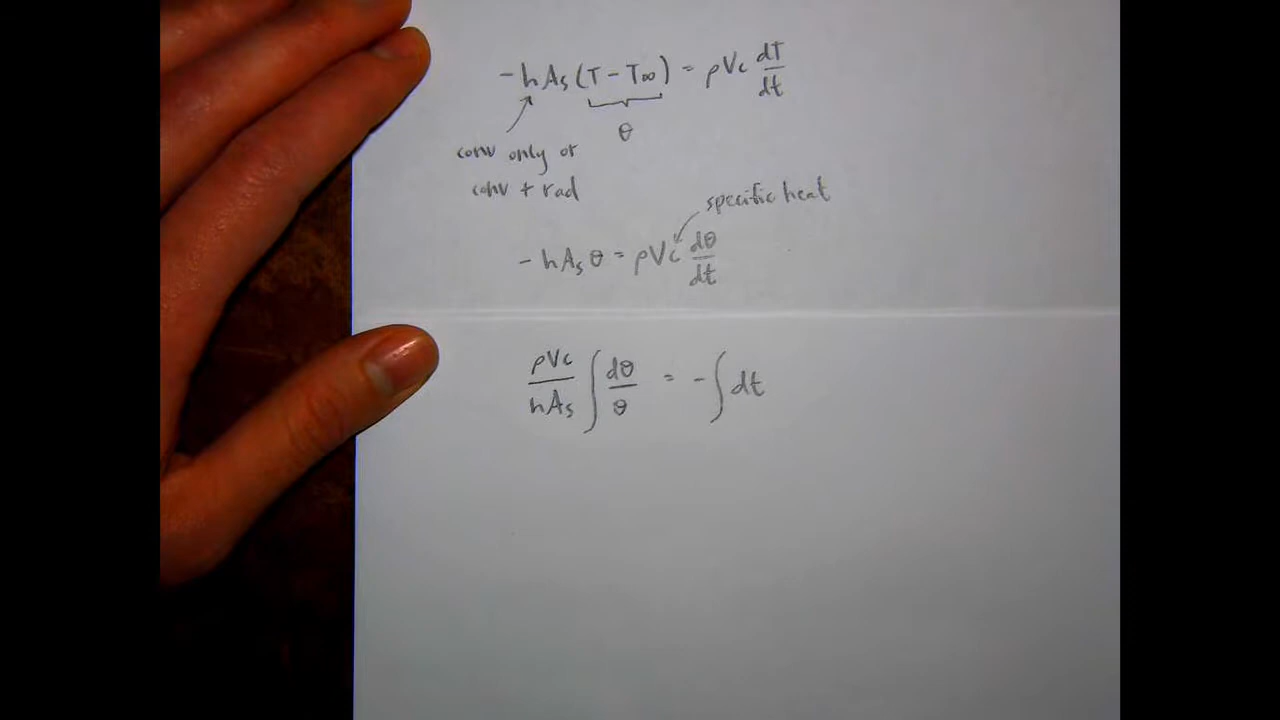 -hAs(T - T∞) = ρVc dT/dt
θ
conv only or
conv + rad
specific heat
-hAsθ = ρVc dθ/dt
ρVc/hAs ∫ dθ/θ = -∫ dt